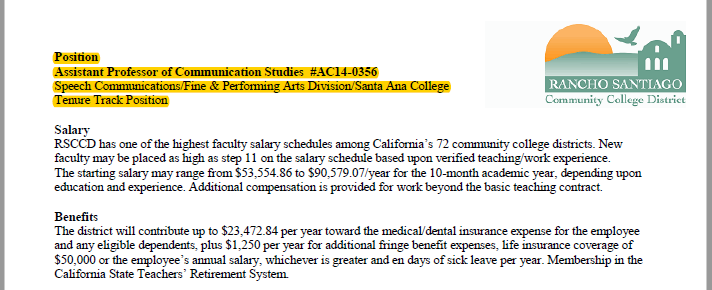 Position
Assistant Professor of Communication Studies  #AC14-0356
Speech Communications/Fine & Performing Arts Division/Santa Ana College
Tenure Track Position
RANCHO SANTIAGO
Community College District
Salary
RSCCD has one of the highest faculty salary schedules among California's 72 community college districts. New
faculty may be placed as high as step 11 on the salary schedule based upon verified teaching/work experience.
The starting salary may range from $53,554.86 to $90,579.07/year for the 10-month academic year, depending upon
education and experience. Additional compensation is provided for work beyond the basic teaching contract.
Benefits
The district will contribute up to $23,472.84 per year toward the medical/dental insurance expense for the employee
and any eligible dependents, plus $1,250 per year for additional fringe benefit expenses, life insurance coverage of
$50,000 or the employee's annual salary, whichever is greater and en days of sick leave per year. Membership in the
California State Teachers' Retirement System.